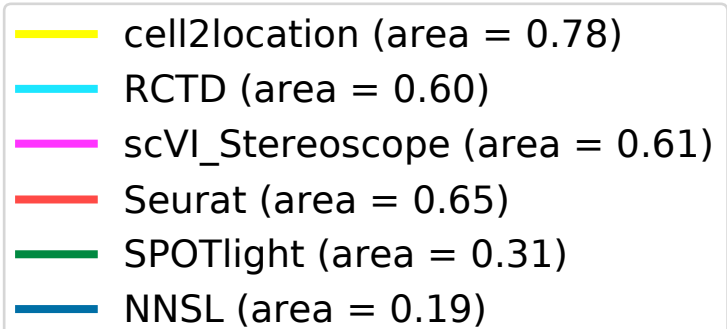 cell2location (area = 0.78)
RCTD (area = 0.60)
scVI_Stereoscope (area = 0.61)
Seurat (area = 0.65)
SPOTlight (area = 0.31)
NNSL (area = 0.19)